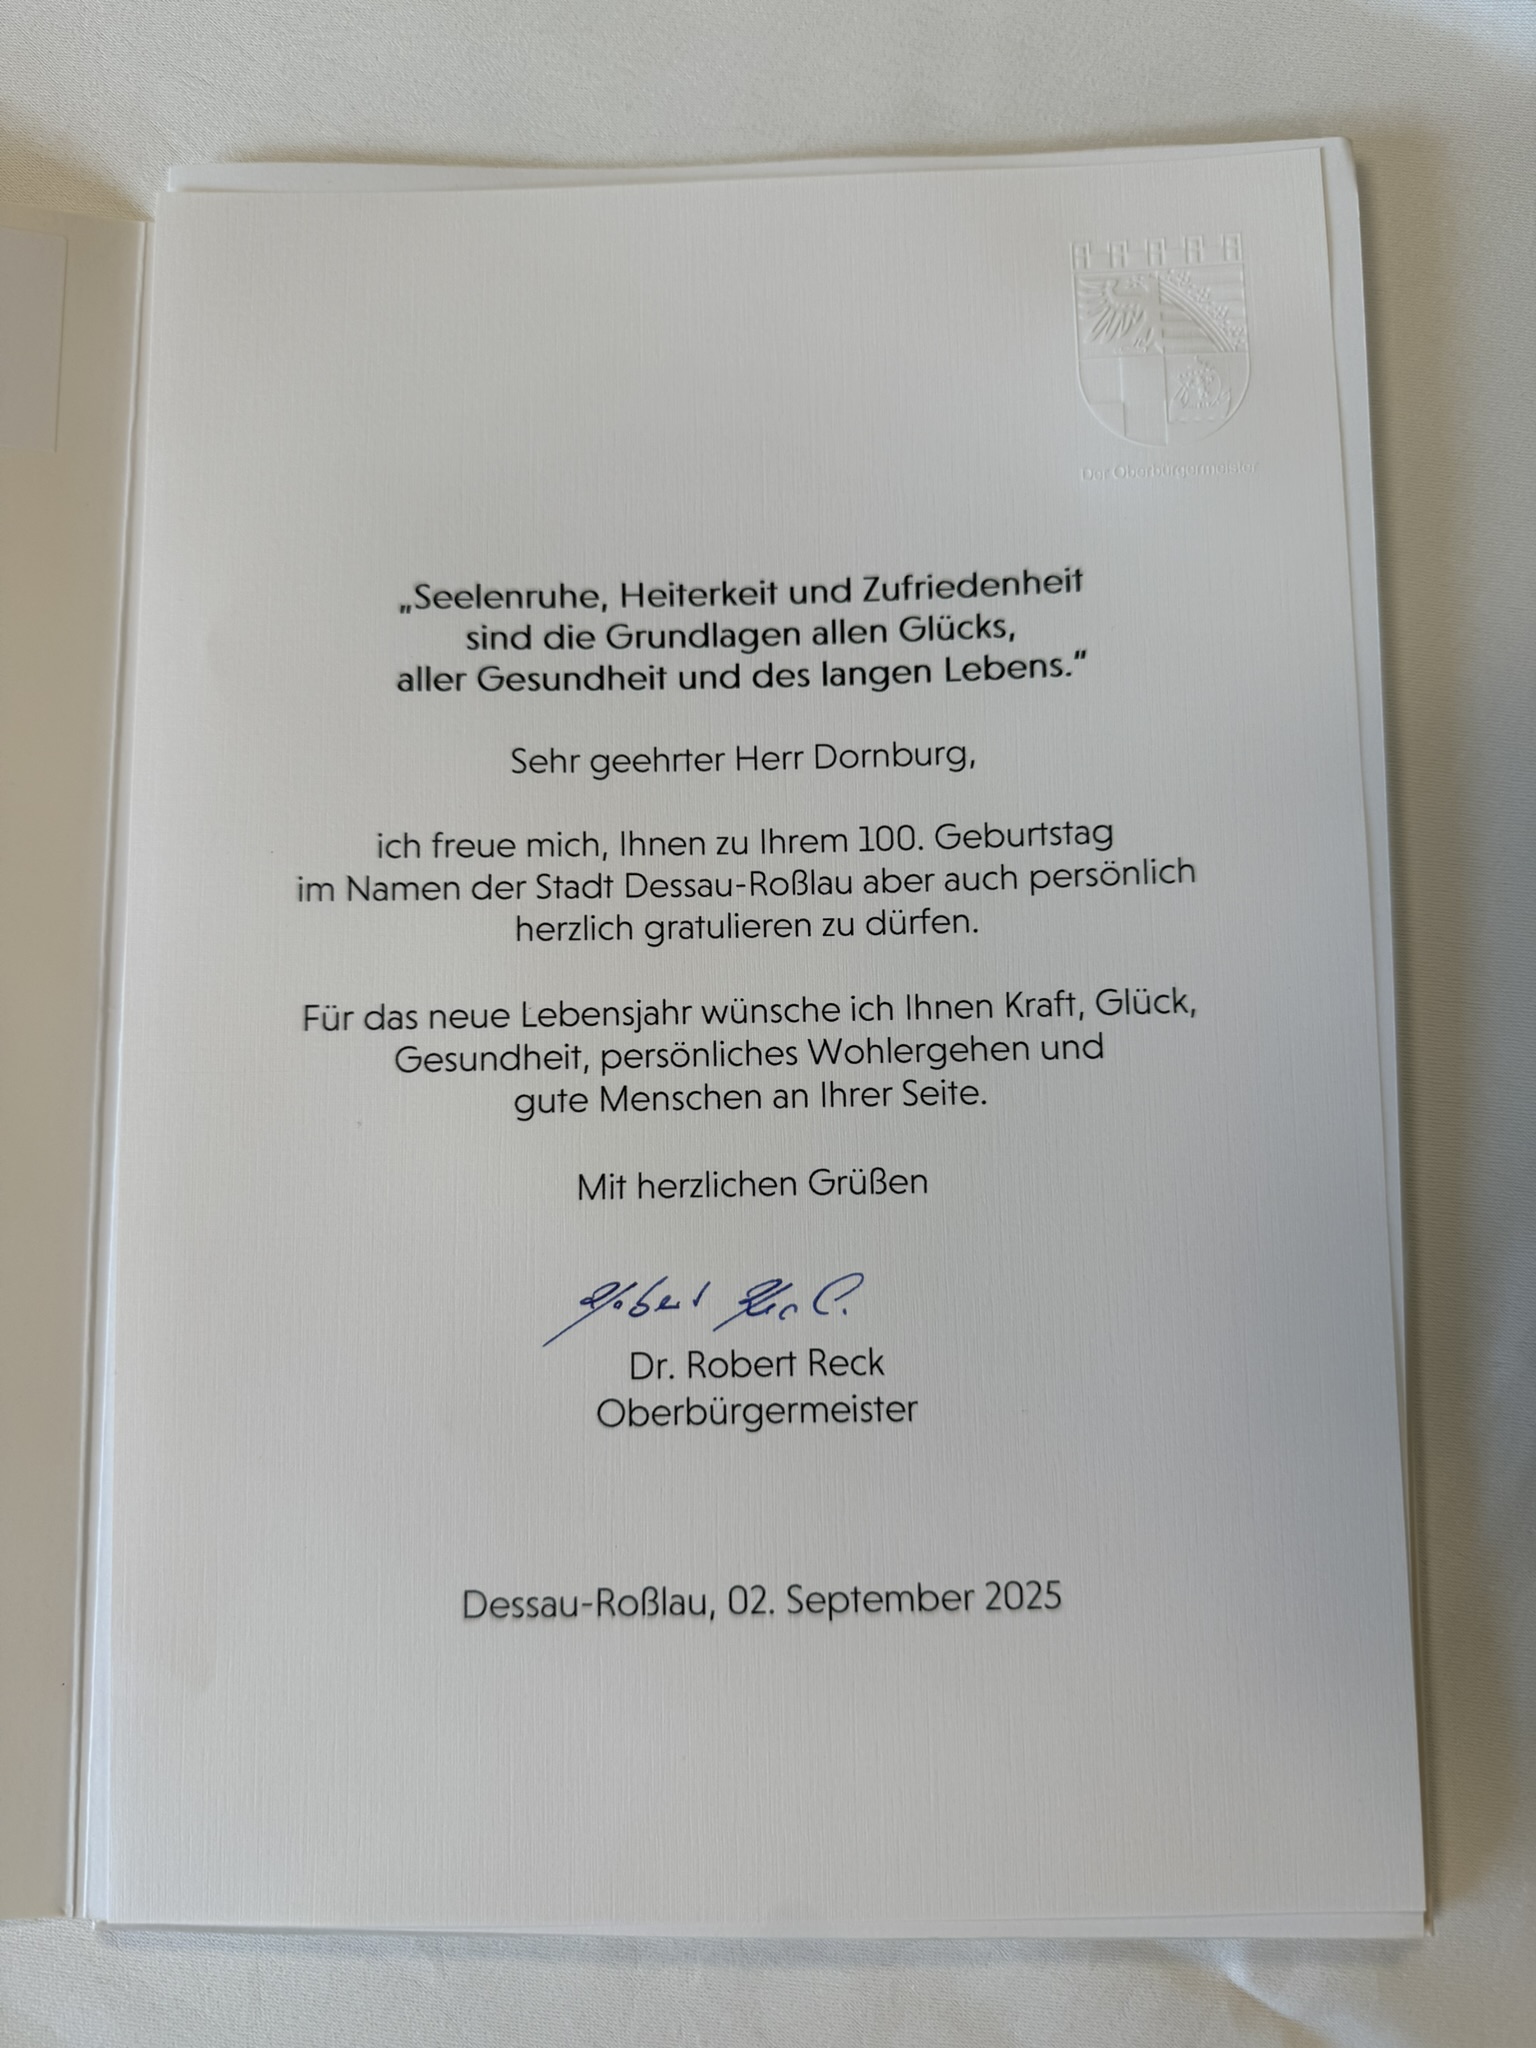 Der Oberbürgermeister
„Seelenruhe, Heiterkeit und Zufriedenheit
sind die Grundlagen allen Glücks,
aller Gesundheit und des langen Lebens.“
Sehr geehrter Herr Dornburg,
ich freue mich, Ihnen zu Ihrem 100. Geburtstag
im Namen der Stadt Dessau-Roßlau aber auch persönlich
herzlich gratulieren zu dürfen.
Für das neue Lebensjahr wünsche ich Ihnen Kraft, Glück,
Gesundheit, persönliches Wohlergehen und
gute Menschen an Ihrer Seite.
Mit herzlichen Grüßen
Robert Reck
Dr. Robert Reck
Oberbürgermeister
Dessau-Roßlau, 02. September 2025